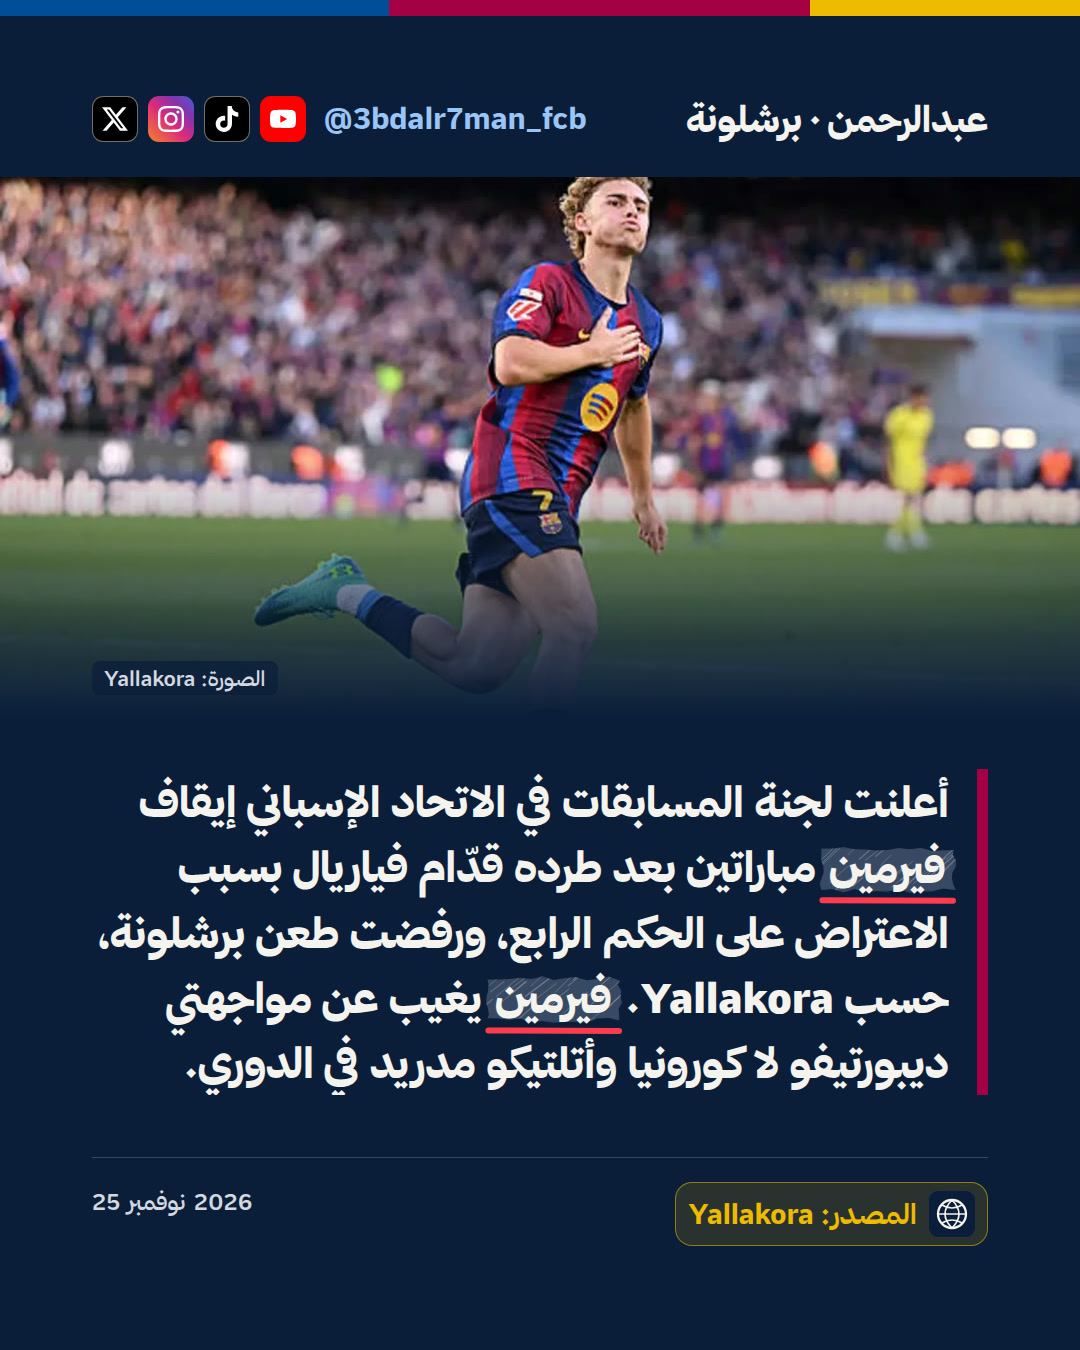 عبدالرحمن · برشلونة
@3bdalr7man_fcb
7
الصورة: Yallakora
أعلنت لجنة المسابقات في الاتحاد الإسباني إيقاف
فيرمين مباراتين بعد طرده قدّام فياريال بسبب
الاعتراض على الحكم الرابع، ورفضت طعن برشلونة،
حسب Yallakora. فيرمين يغيب عن مواجهتي
ديبورتيفو لا كورونيا وأتلتيكو مدريد في الدوري.
المصدر: Yallakora
25 نوفمبر 2026